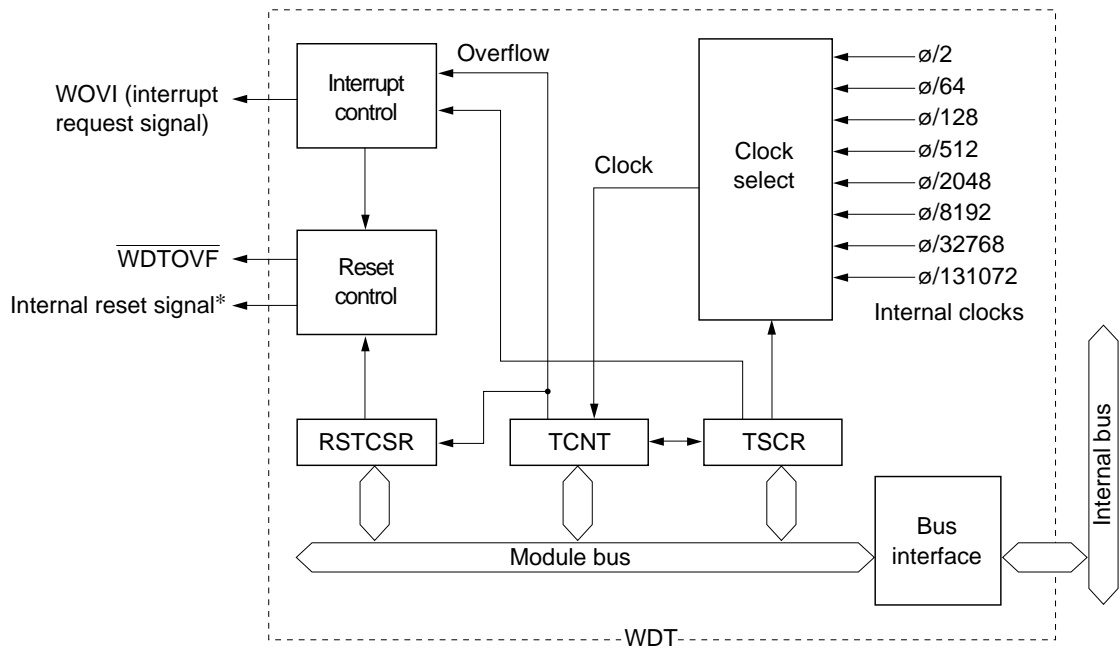 Overflow
Interrupt
control
WOVI (interrupt
request signal)
ø/2
ø/64
ø/128
ø/512
ø/2048
ø/8192
ø/32768
ø/131072
Internal clocks
Clock
select
Clock
WDTOVF
Reset
control
Internal reset signal*
RSTCSR
TCNT
TSCR
Internal bus
Bus
interface
Module bus
WDT